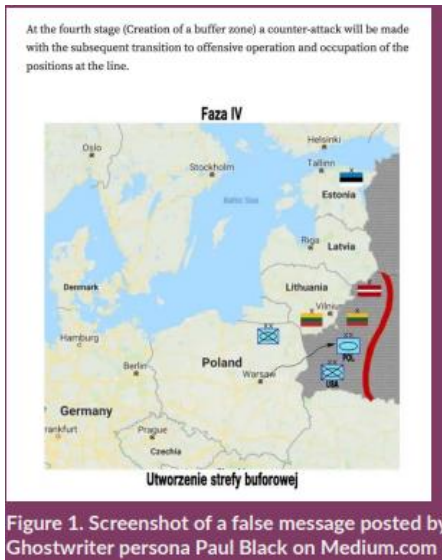 At the fourth stage (Creation of a buffer zone) a counter-attack will be made
with the subsequent transition to offensive operation and occupation of the
positions at the line.
Faza IV
Oslo
Helsinki
Stockholm
Tallinn
Estonia
Baltic Sea
Riga
Latvia
Denmark
Lithuania
Vilnius
Hamburg
Berlin
Poland
Warsaw
POL
USA
Germany
rankfurt
Prague
Czechia
Utworzenie strefy buforowej
Figure 1. Screenshot of a false message posted by
Ghostwriter persona Paul Black on Medium.com